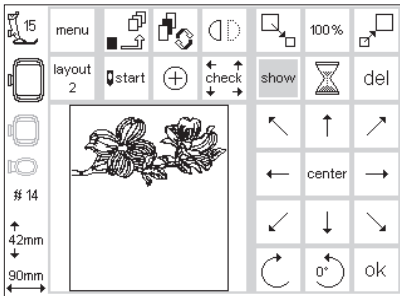 15
menu
100%
layout
2
start
check
show
del
center
# 14
42mm
90mm
0°
ok